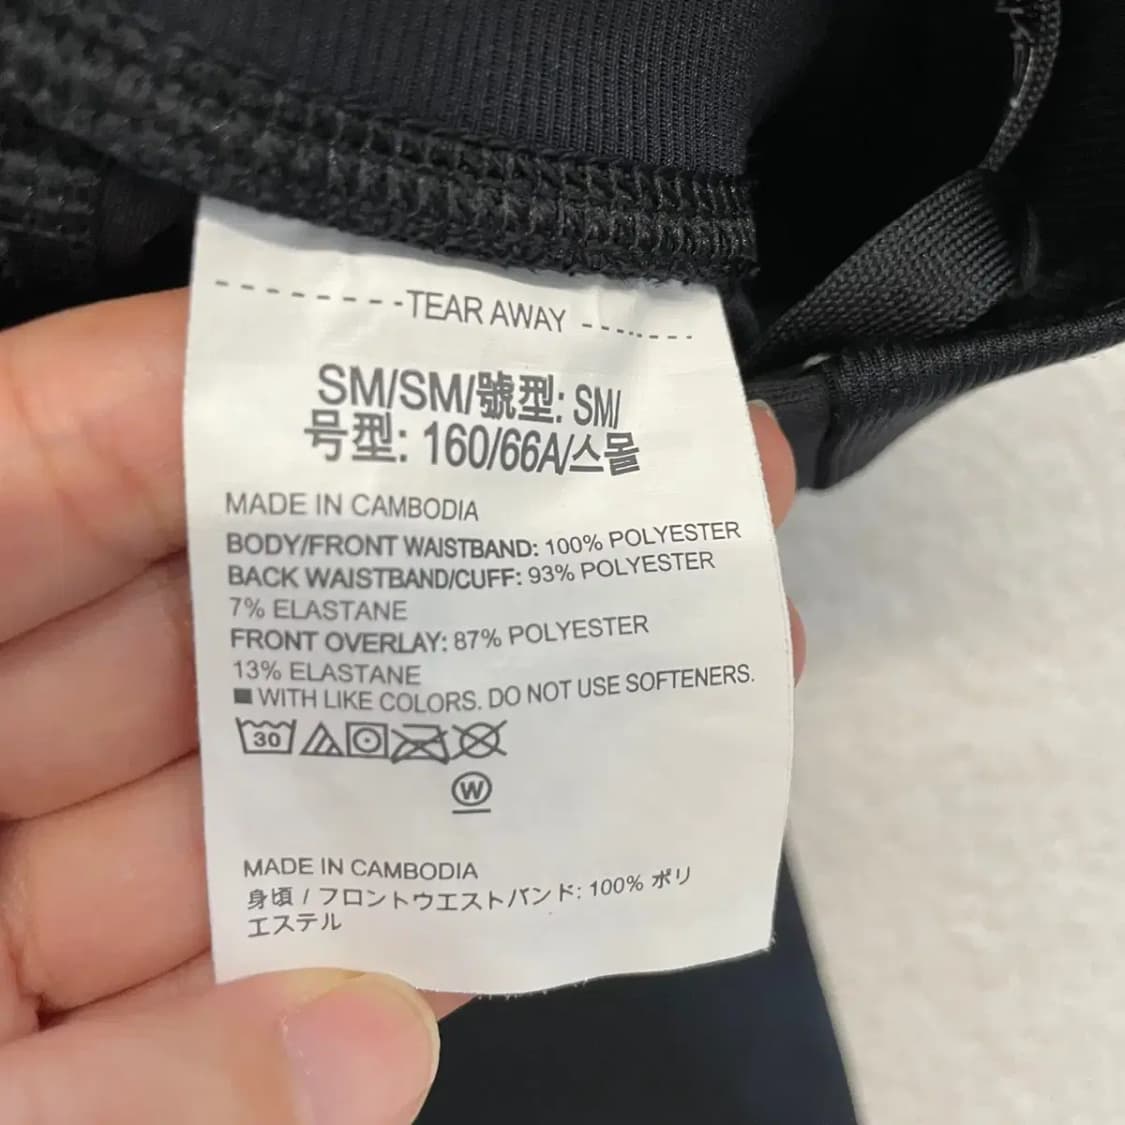 --------TEAR AWAY--------
SM/SM/號型: SM/
号型: 160/66A/스몰
MADE IN CAMBODIA
BODY/FRONT WAISTBAND: 100% POLYESTER
BACK WAISTBAND/CUFF: 93% POLYESTER
7% ELASTANE
FRONT OVERLAY: 87% POLYESTER
13% ELASTANE
■ WITH LIKE COLORS. DO NOT USE SOFTENERS.
30
W
MADE IN CAMBODIA
身頃 / フロントウエストバンド: 100% ポリ
エステル